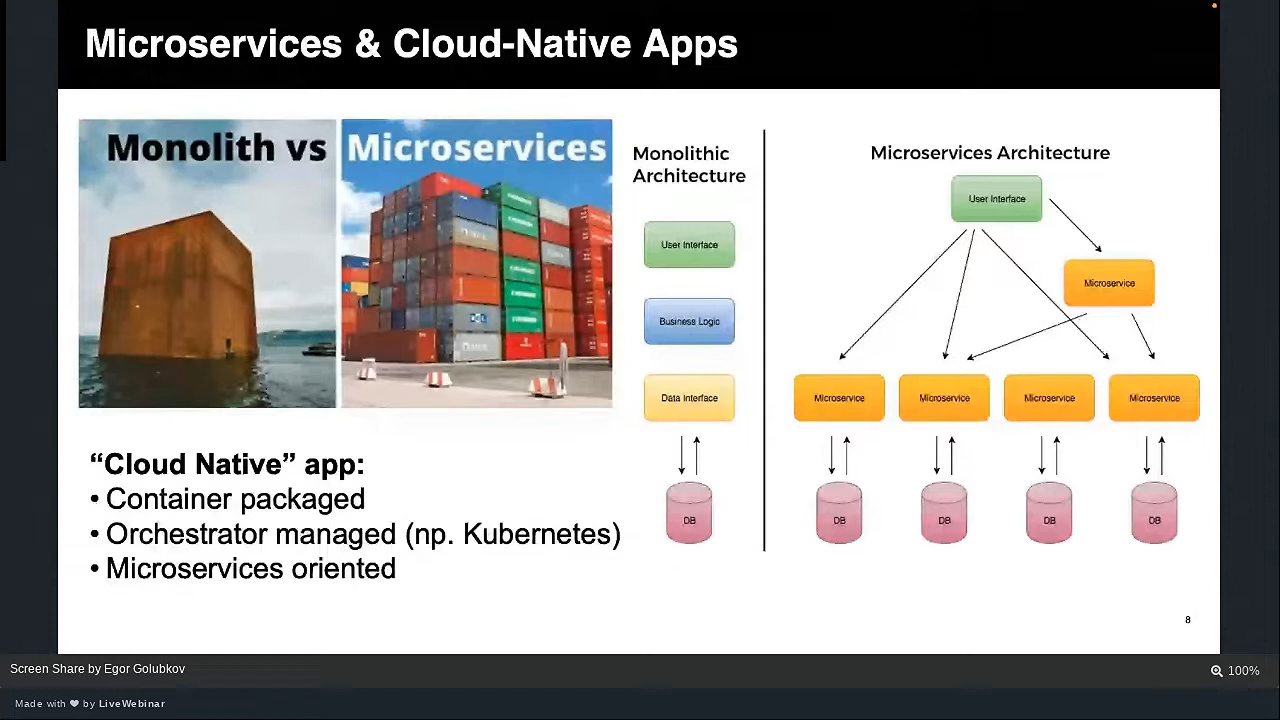 Microservices & Cloud-Native Apps
Monolith vs
Microservices
Monolithic
Architecture
User Interface
Business Logic
Data Interface
DB
Microservices Architecture
User Interface
Microservice
Microservice
Microservice
Microservice
Microservice
DB
DB
DB
DB
“Cloud Native” app:
• Container packaged
• Orchestrator managed (np. Kubernetes)
• Microservices oriented
8
Screen Share by Egor Golubkov
100%
Made with ❤ by LiveWebinar